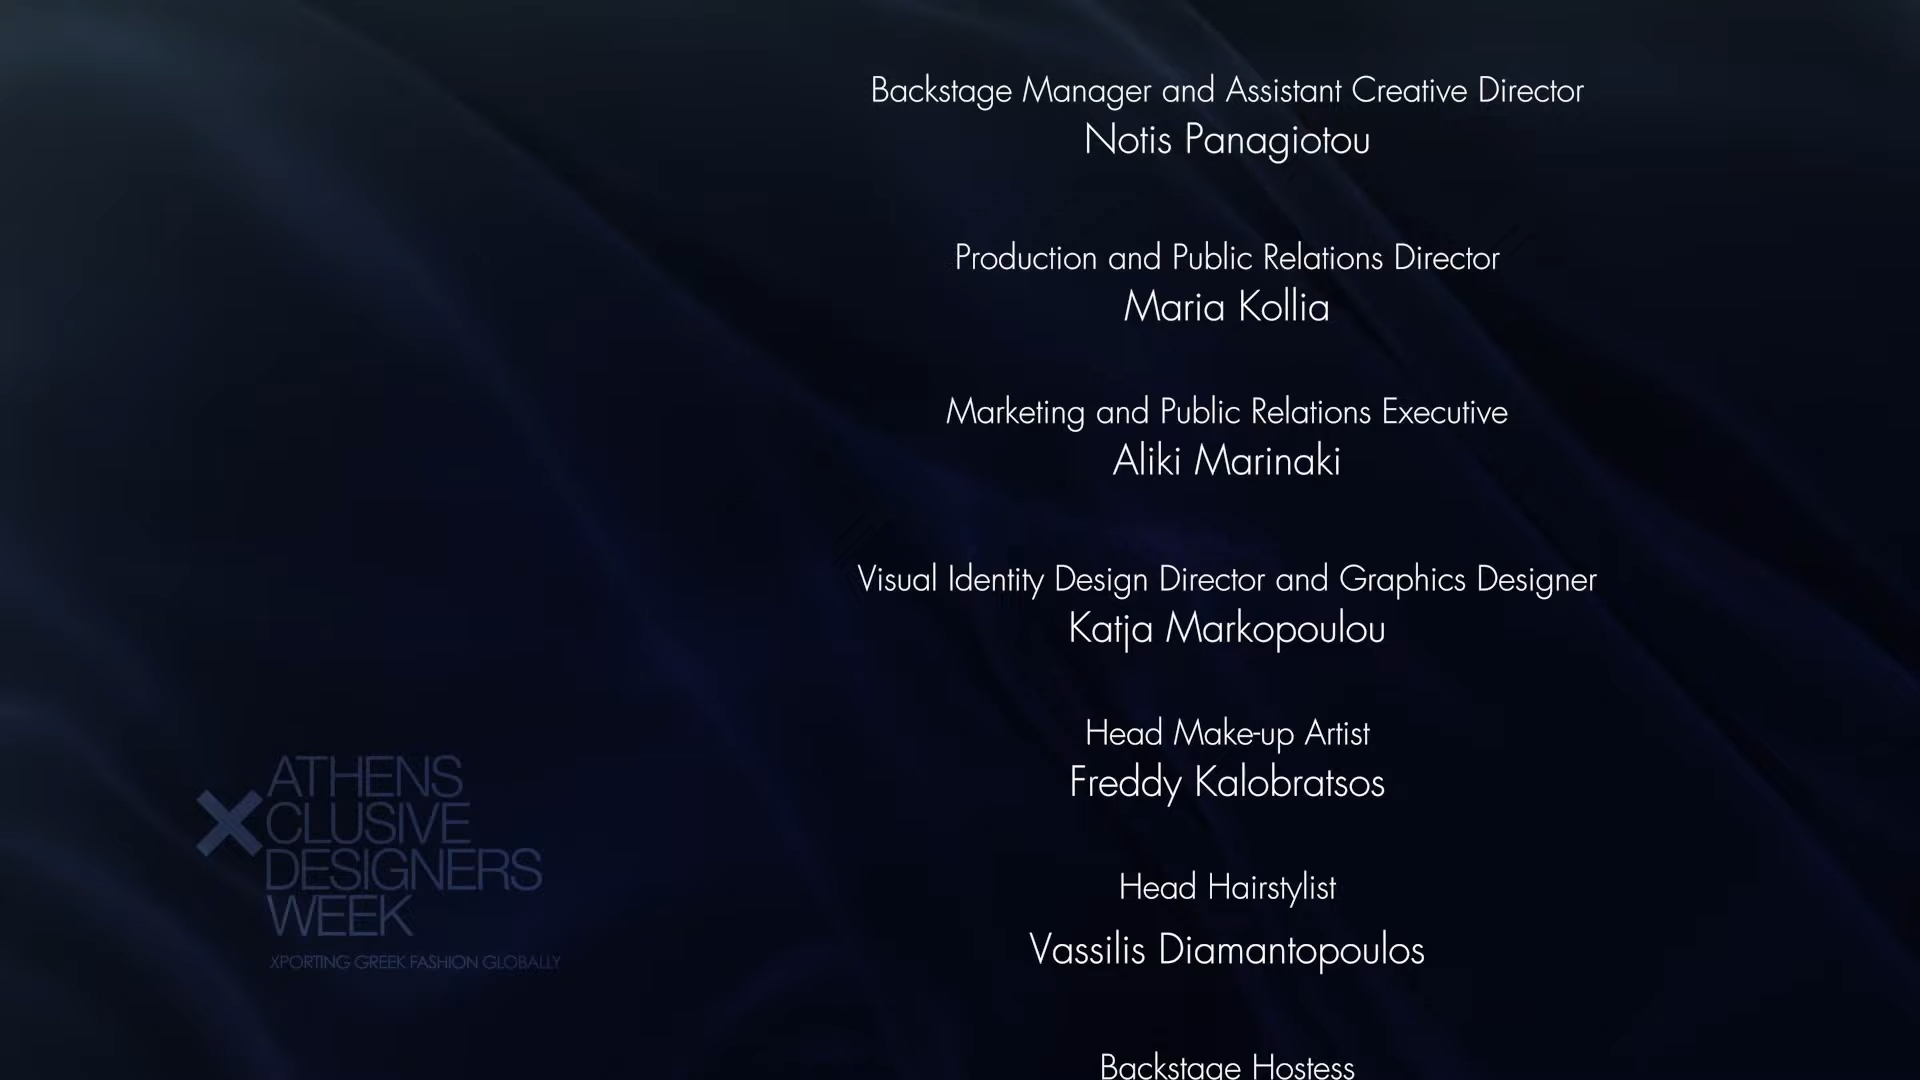 Backstage Manager and Assistant Creative Director
Notis Panagiotou
Production and Public Relations Director
Maria Kollia
Marketing and Public Relations Executive
Aliki Marinaki
Visual Identity Design Director and Graphics Designer
Katja Markopoulou
Head Make-up Artist
Freddy Kalobratsos
Head Hairstylist
Vassilis Diamantopoulos
Backstage Hostess
ATHENS
XCLUSIVE
DESIGNERS
WEEK
XPORTING GREEK FASHION GLOBALLY